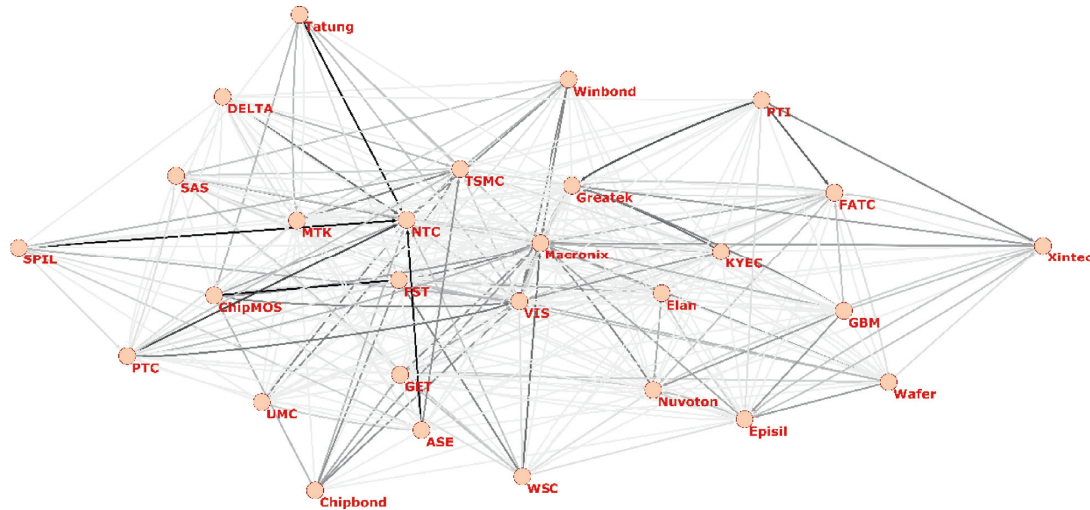 Tatung
Winbond
DELTA
PTI
TSMC
SAS
Greatek
FATC
MTK
NTC
SPIL
Macronix
KYEC
Xintec
FST
ChipMOS
VIS
Elan
GBM
PTC
GET
Nuvoton
Wafer
UMC
ASE
Episil
WSC
Chipbond